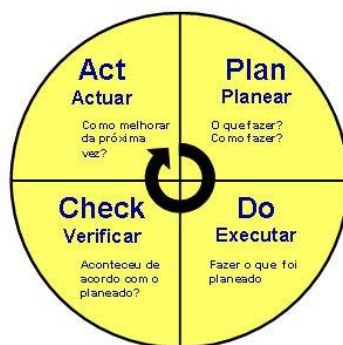 Act
Actuar
Como melhorar
da próxima
vez?
Plan
Planear
O que fazer?
Como fazer?
Check
Verificar
Aconteceu de
acordo com o
planeado?
Do
Executar
Fazer o que foi
planeado